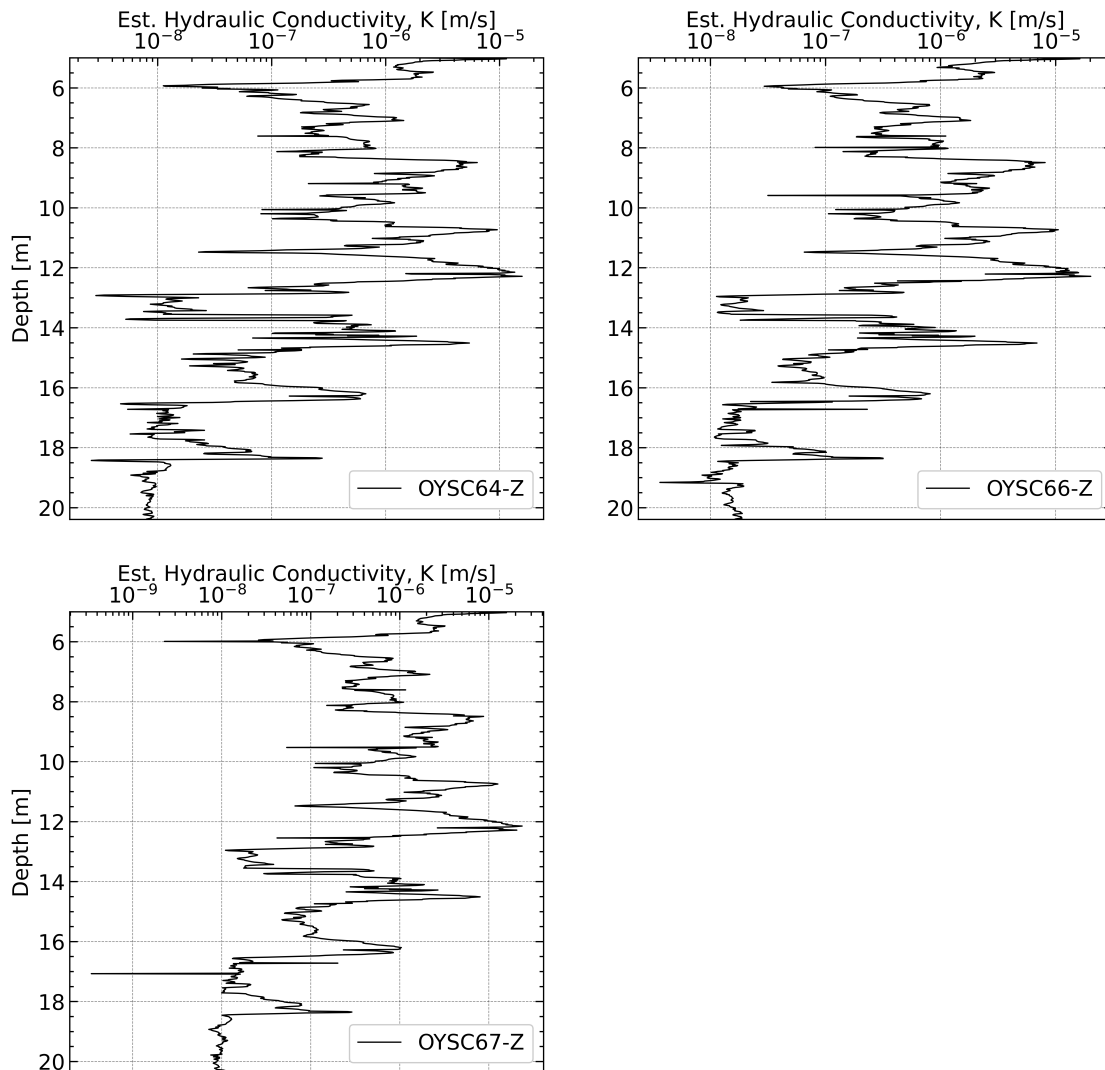 Est. Hydraulic Conductivity, K [m/s]
10⁻⁸ 10⁻⁷ 10⁻⁶ 10⁻⁵
6
8
10
12
14
16
18
20
Depth [m]
OYSC64-Z
Est. Hydraulic Conductivity, K [m/s]
10⁻⁸ 10⁻⁷ 10⁻⁶ 10⁻⁵
6
8
10
12
14
16
18
20
OYSC66-Z
Est. Hydraulic Conductivity, K [m/s]
10⁻⁹ 10⁻⁸ 10⁻⁷ 10⁻⁶ 10⁻⁵
6
8
10
12
14
16
18
20
Depth [m]
OYSC67-Z